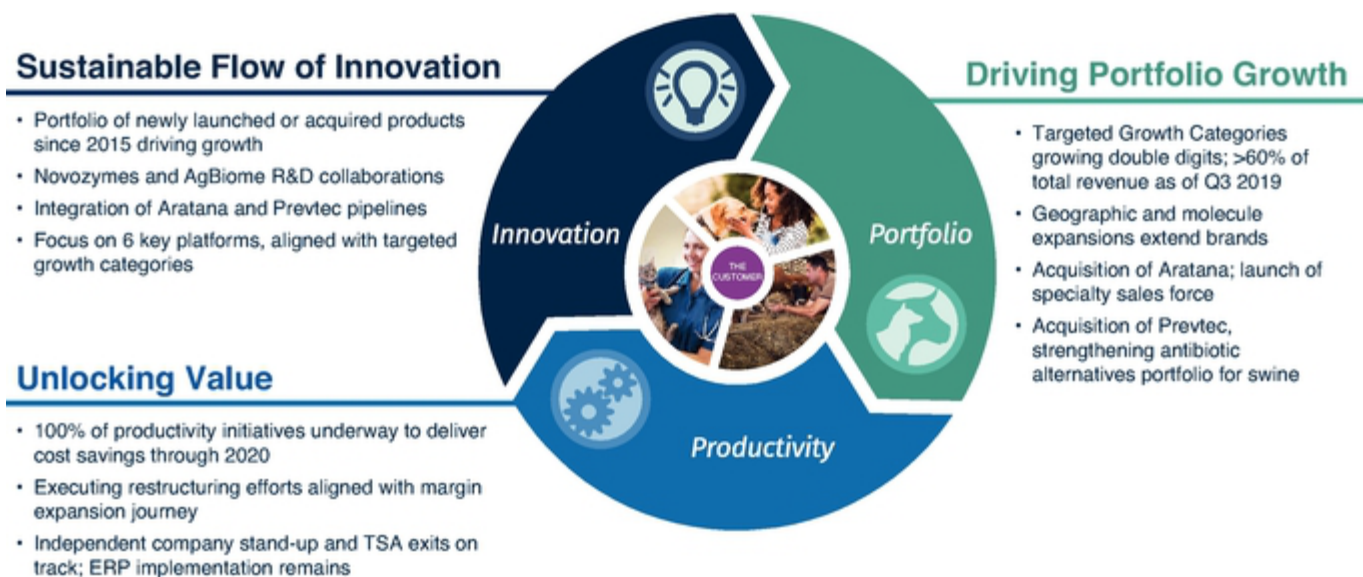 Sustainable Flow of Innovation
• Portfolio of newly launched or acquired products
since 2015 driving growth
• Novozymes and AgBiome R&D collaborations
• Integration of Aratana and Prevtec pipelines
• Focus on 6 key platforms, aligned with targeted
growth categories
Unlocking Value
• 100% of productivity initiatives underway to deliver
cost savings through 2020
• Executing restructuring efforts aligned with margin
expansion journey
• Independent company stand-up and TSA exits on
track; ERP implementation remains
Innovation
THE
CUSTOMER
Portfolio
Productivity
Driving Portfolio Growth
• Targeted Growth Categories
growing double digits; >60% of
total revenue as of Q3 2019
• Geographic and molecule
expansions extend brands
• Acquisition of Aratana; launch of
specialty sales force
• Acquisition of Prevtec,
strengthening antibiotic
alternatives portfolio for swine